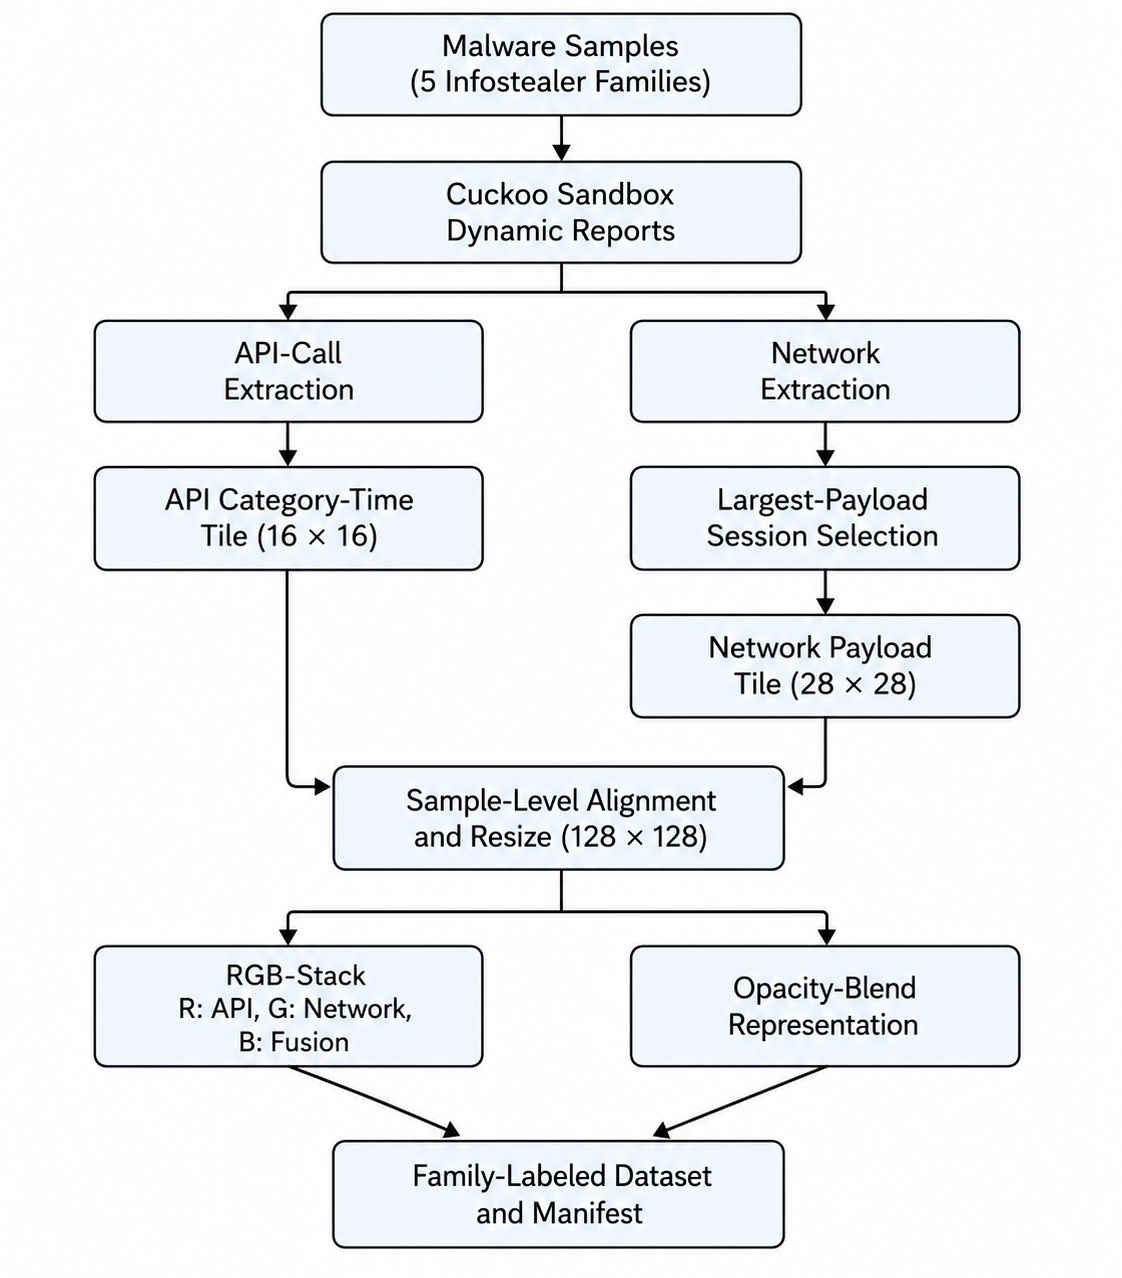 Malware Samples
(5 Infostealer Families)
Cuckoo Sandbox
Dynamic Reports
API-Call
Extraction
Network
Extraction
API Category-Time
Tile (16 × 16)
Largest-Payload
Session Selection
Network Payload
Tile (28 × 28)
Sample-Level Alignment
and Resize (128 × 128)
RGB-Stack
R: API, G: Network,
B: Fusion
Opacity-Blend
Representation
Family-Labeled Dataset
and Manifest